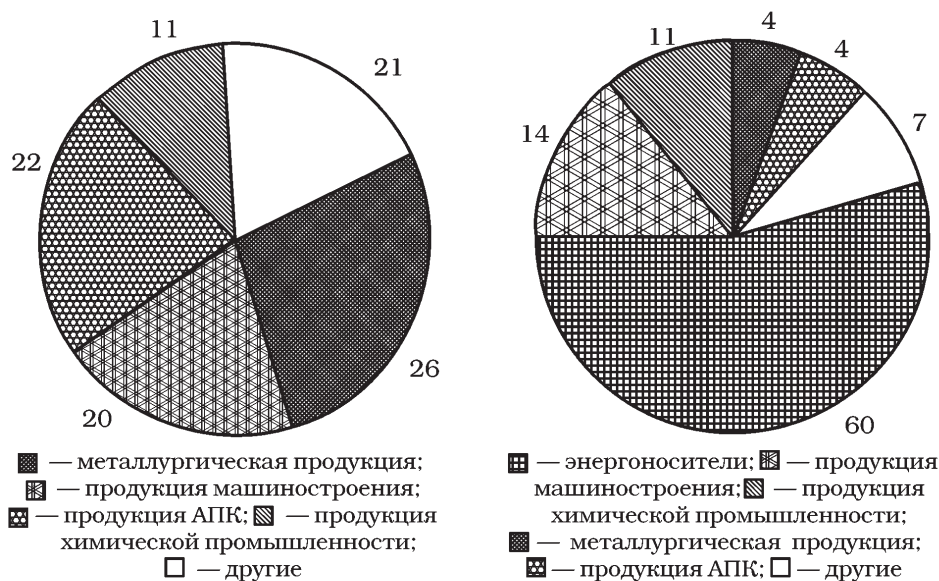 11
21
22
26
20
— металлургическая продукция;
— продукция машиностроения;
— продукция АПК; — продукция
химической промышленности;
— другие
4
4
11
7
14
60
— энергоносители; — продукция
машиностроения; — продукция
химической промышленности;
— металлургическая продукция;
— продукция АПК; — другие